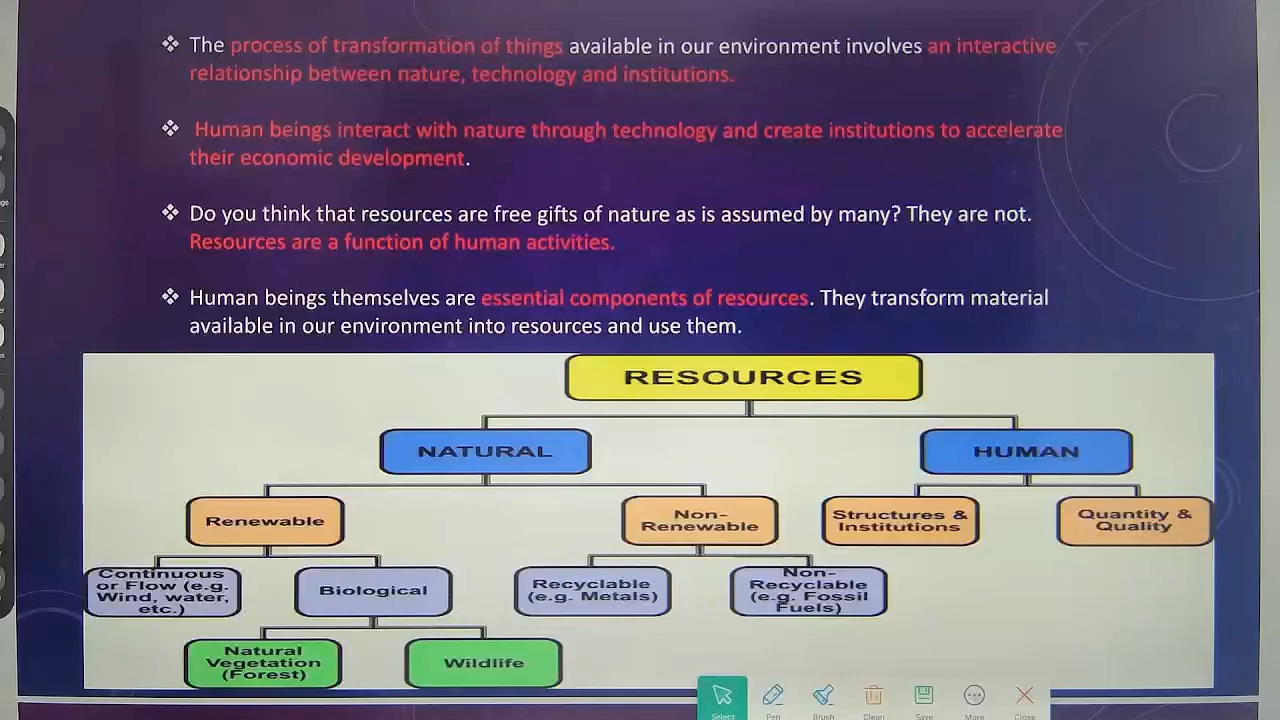 ❖ The process of transformation of things available in our environment involves an interactive
relationship between nature, technology and institutions.
❖ Human beings interact with nature through technology and create institutions to accelerate
their economic development.
❖ Do you think that resources are free gifts of nature as is assumed by many? They are not.
Resources are a function of human activities.
❖ Human beings themselves are essential components of resources. They transform material
available in our environment into resources and use them.
RESOURCES
NATURAL
HUMAN
Renewable
Non-
Renewable
Structures &
Institutions
Quantity &
Quality
Continuous
or Flow (e.g.
Wind, water,
etc.)
Biological
Recyclable
(e.g. Metals)
Non-
Recyclable
(e.g. Fossil
Fuels)
Natural
Vegetation
(Forest)
Wildlife
Select
Pen
Brush
Clean
Save
More
Close